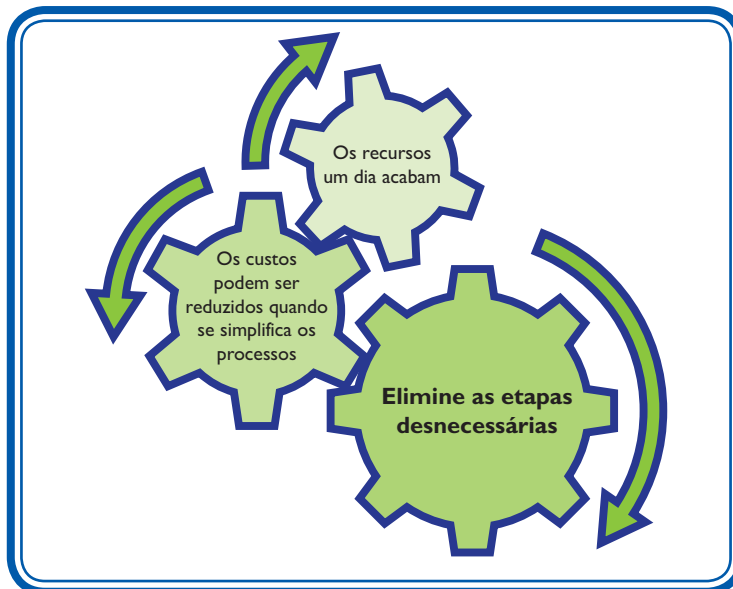 Os recursos
um dia acabam
Os custos
podem ser
reduzidos quando
se simplifica os
processos
Elimine as etapas
desnecessárias